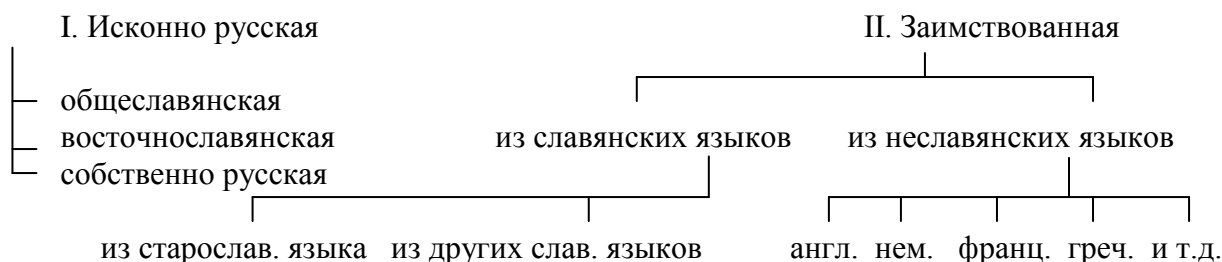 I. Исконно русская II. Заимствованная
общеславянская
восточнославянская из славянских языков из неславянских языков
собственно русская
из старослав. языка из других слав. языков англ. нем. франц. греч. и т.д.